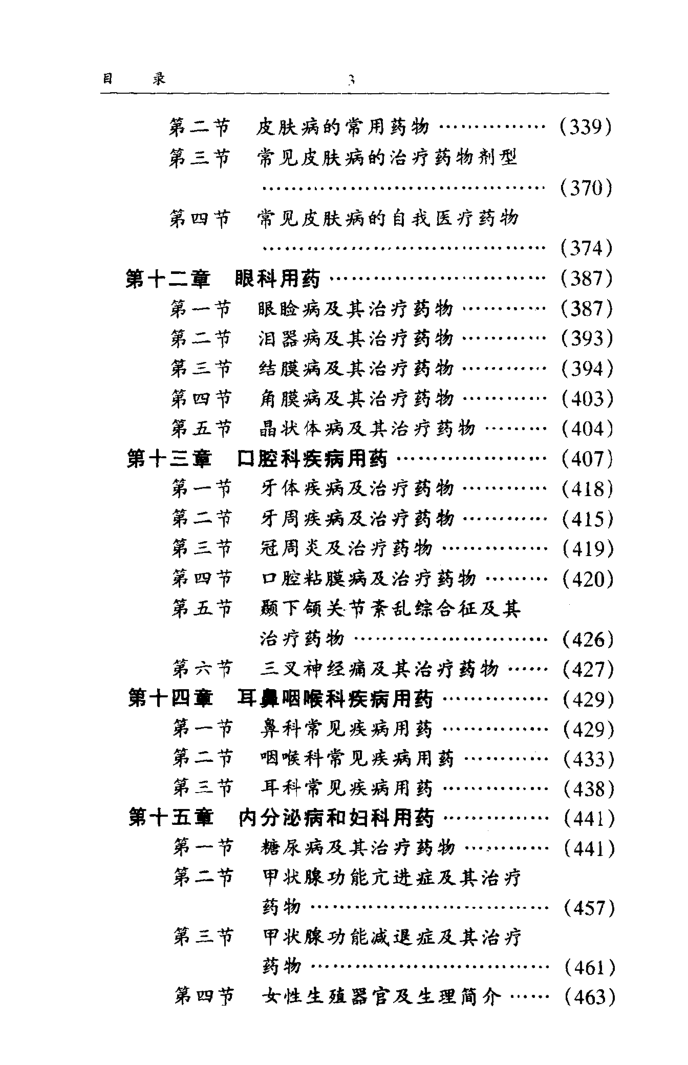 目　录　3
第二节　皮肤病的常用药物 …………… (339)
第三节　常见皮肤病的治疗药物剂型
………………………………… (370)
第四节　常见皮肤病的自我医疗药物
………………………………… (374)
第十二章　眼科用药 ………………………… (387)
第一节　眼睑病及其治疗药物 ………… (387)
第二节　泪器病及其治疗药物 ………… (393)
第三节　结膜病及其治疗药物 ………… (394)
第四节　角膜病及其治疗药物 ………… (403)
第五节　晶状体病及其治疗药物 ……… (404)
第十三章　口腔科疾病用药 ………………… (407)
第一节　牙体疾病及治疗药物 ………… (418)
第二节　牙周疾病及治疗药物 ………… (415)
第三节　冠周炎及治疗药物 …………… (419)
第四节　口腔粘膜病及治疗药物 ……… (420)
第五节　颞下颌关节紊乱综合征及其
治疗药物 ……………………… (426)
第六节　三叉神经痛及其治疗药物 …… (427)
第十四章　耳鼻咽喉科疾病用药 …………… (429)
第一节　鼻科常见疾病用药 …………… (429)
第二节　咽喉科常见疾病用药 ………… (433)
第三节　耳科常见疾病用药 …………… (438)
第十五章　内分泌病和妇科用药 …………… (441)
第一节　糖尿病及其治疗药物 ………… (441)
第二节　甲状腺功能亢进症及其治疗
药物 …………………………… (457)
第三节　甲状腺功能减退症及其治疗
药物 …………………………… (461)
第四节　女性生殖器官及生理简介 …… (463)